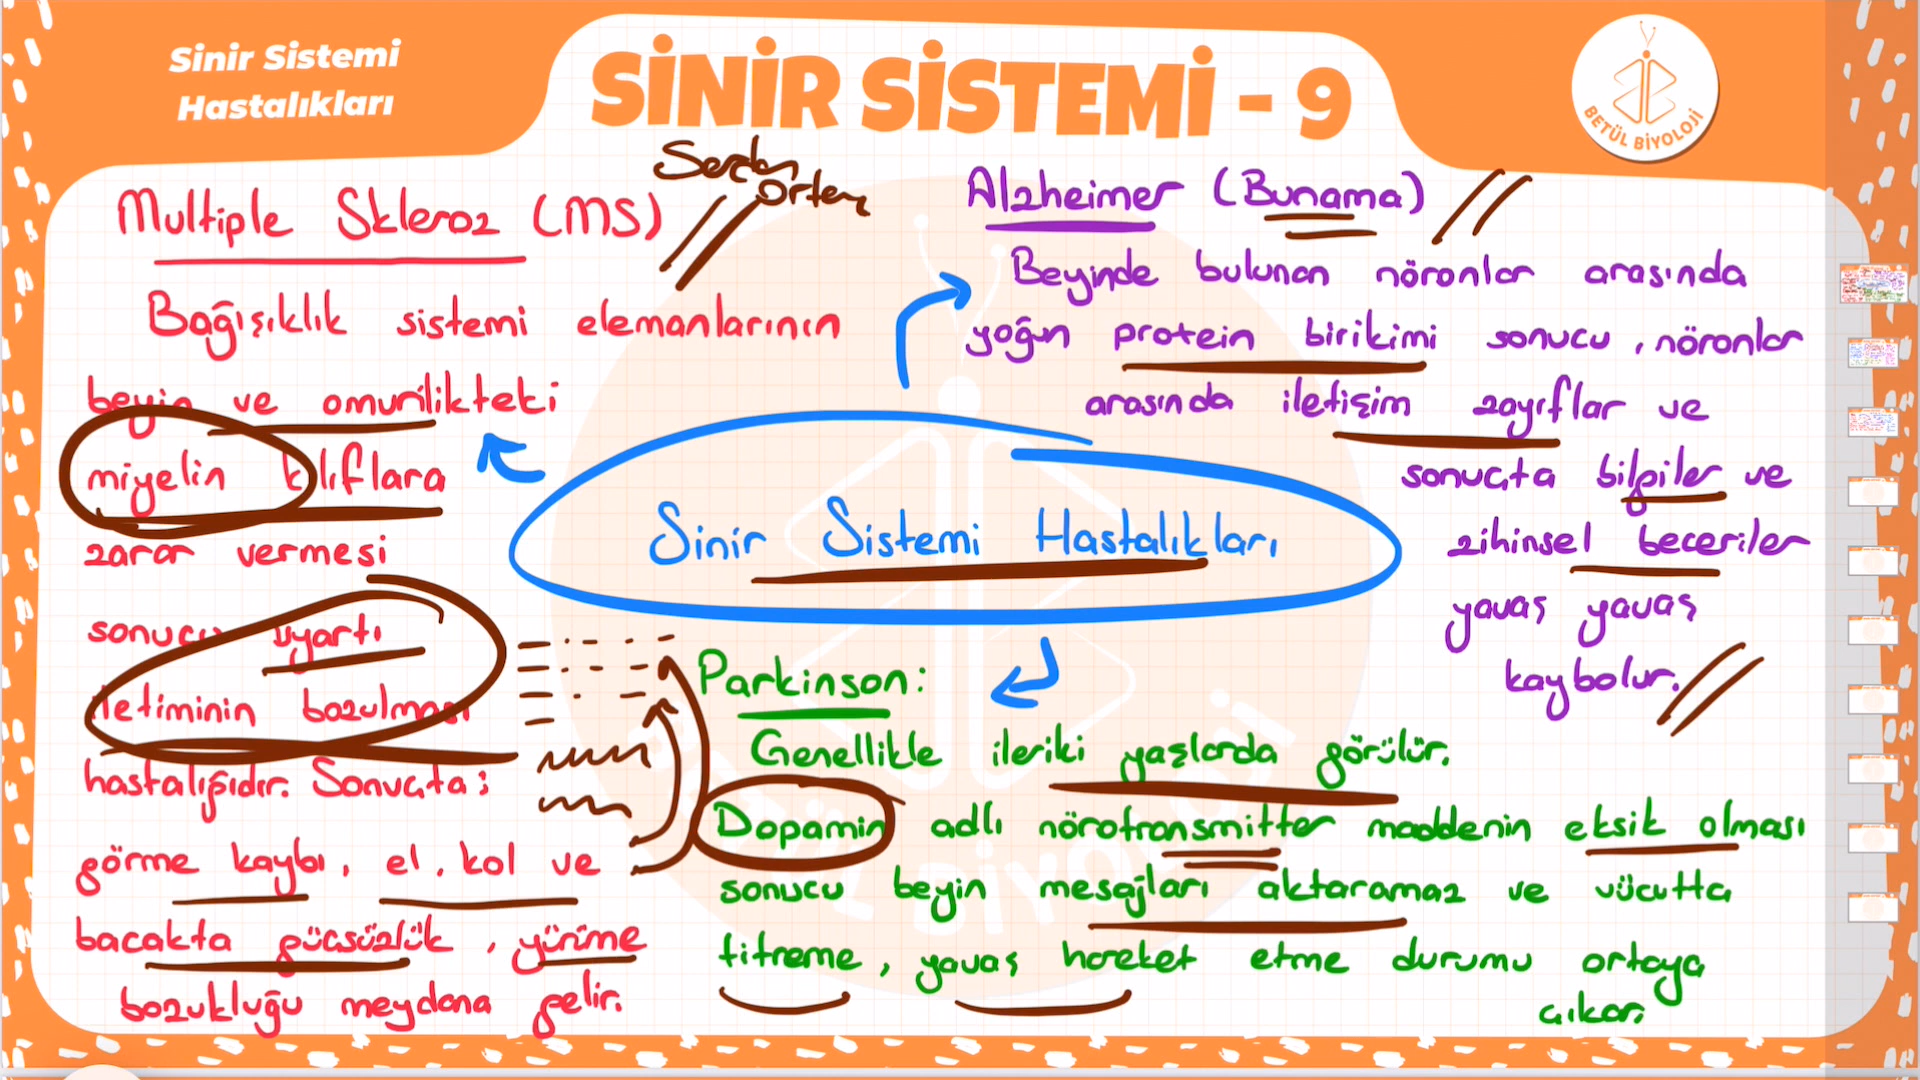 Sinir Sistemi
Hastalıkları
SİNİR SİSTEMİ - 9
BETÜL BİYOLOJİ
Multiple Skleroz (MS)
Bağışıklık sistemi elemanlarının
beyin ve omurilikteki
miyelin kılıflara
zarar vermesi
sonucu uyartı
iletiminin bozulması
hastalığıdır. Sonuçta;
görme kaybı, el, kol ve
bacakta güçsüzlük, yürüme
bozukluğu meydana gelir.
Alzheimer (Bunama)
Beyinde bulunan nöronlar arasında
yoğun protein birikimi sonucu, nöronlar
arasında iletişim zayıflar ve
sonuçta bilgiler ve
zihinsel beceriler
yavaş yavaş
kaybolur.
Sinir Sistemi Hastalıkları
Parkinson:
Genellikle ileriki yaşlarda görülür.
Dopamin adlı nörotransmitter maddenin eksik olması
sonucu beyin mesajları aktaramaz ve vücutta
titreme, yavaş hareket etme durumu ortaya
çıkar.